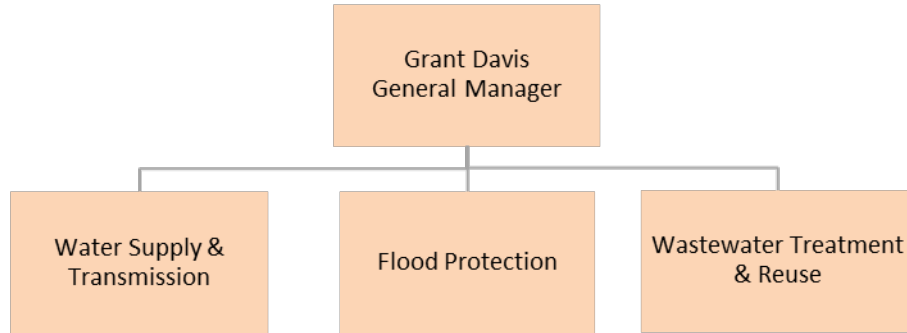 Grant Davis
General Manager
Water Supply &
Transmission
Flood Protection
Wastewater Treatment
& Reuse